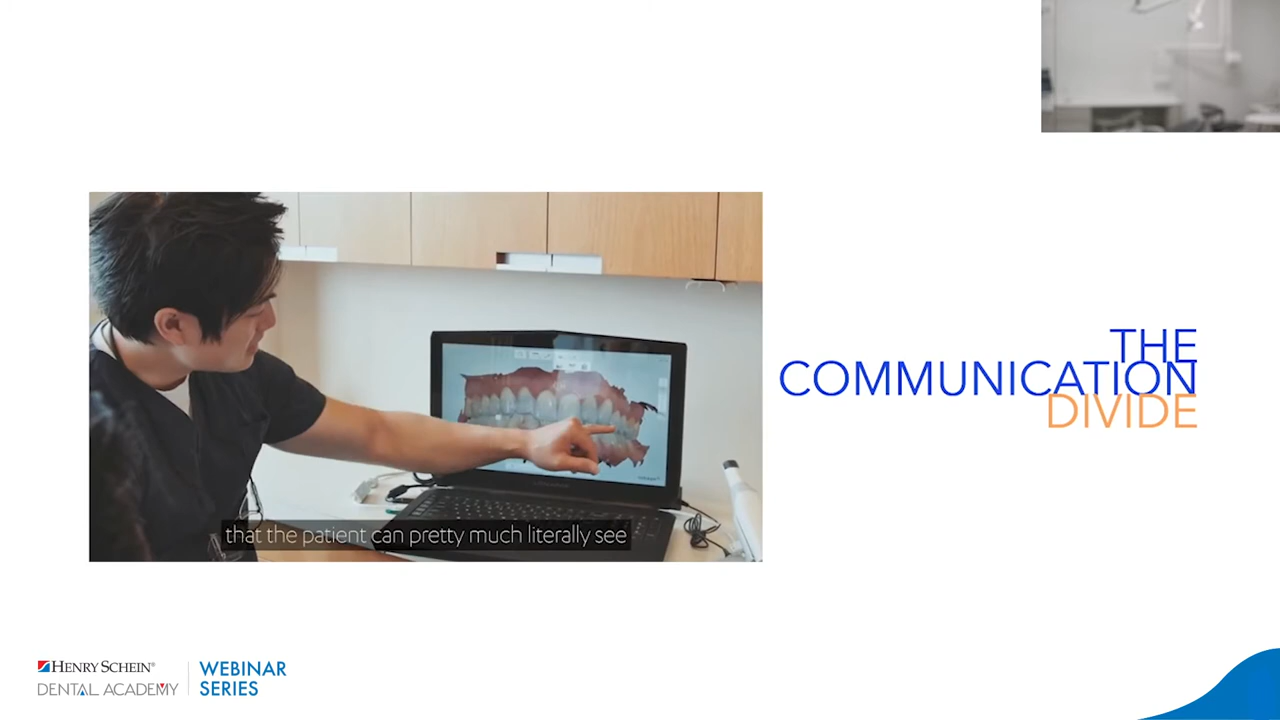 THE
COMMUNICATION
DIVIDE
that the patient can pretty much literally see
HENRY SCHEIN®
DENTAL ACADEMY
WEBINAR
SERIES